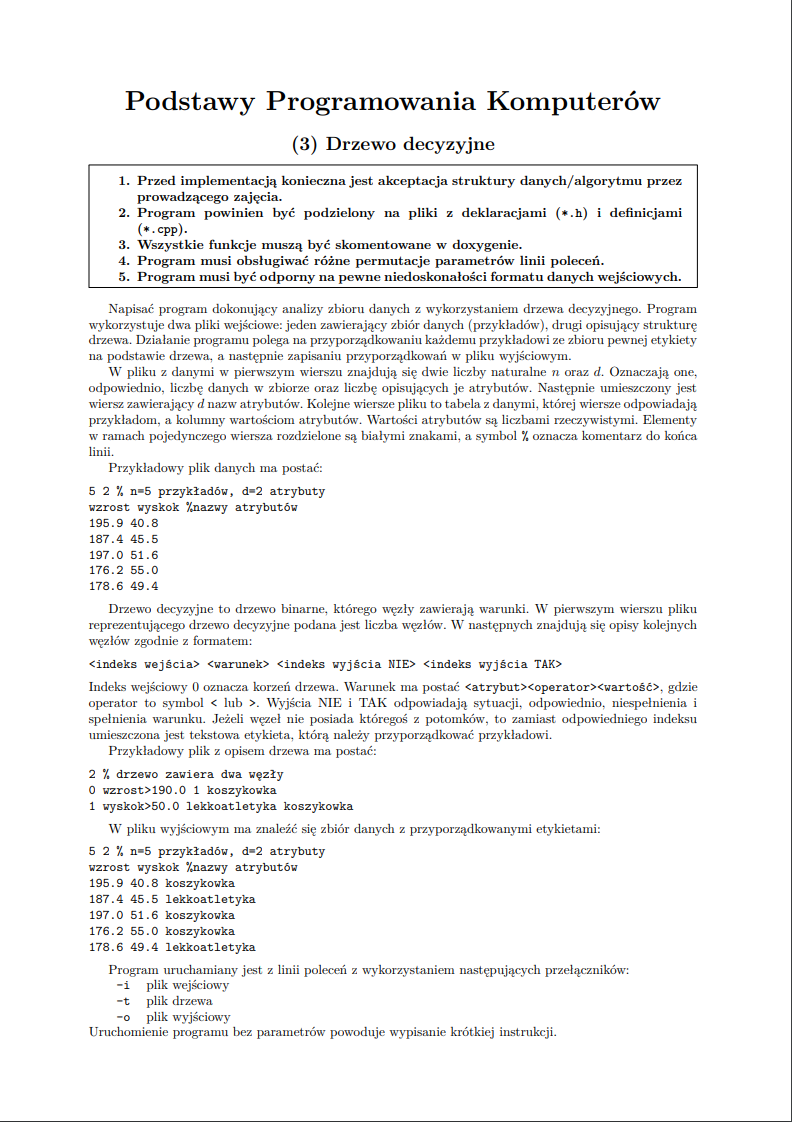 Podstawy Programowania Komputerów
(3) Drzewo decyzyjne
1. Przed implementacją konieczna jest akceptacja struktury danych/algorytmu przez
prowadzącego zajęcia.
2. Program powinien być podzielony na pliki z deklaracjami (*.h) i definicjami
(*.cpp).
3. Wszystkie funkcje muszą być skomentowane w doxygenie.
4. Program musi obsługiwać różne permutacje parametrów linii poleceń.
5. Program musi być odporny na pewne niedoskonałości formatu danych wejściowych.
Napisać program dokonujący analizy zbioru danych z wykorzystaniem drzewa decyzyjnego. Program
wykorzystuje dwa pliki wejściowe: jeden zawierający zbiór danych (przykładów), drugi opisujący strukturę
drzewa. Działanie programu polega na przyporządkowaniu każdemu przykładowi ze zbioru pewnej etykiety
na podstawie drzewa, a następnie zapisaniu przyporządkowań w pliku wyjściowym.
W pliku z danymi w pierwszym wierszu znajdują się dwie liczby naturalne n oraz d. Oznaczają one,
odpowiednio, liczbę danych w zbiorze oraz liczbę opisujących je atrybutów. Następnie umieszczony jest
wiersz zawierający d nazw atrybutów. Kolejne wiersze pliku to tabela z danymi, której wiersze odpowiadają
przykładom, a kolumny wartościom atrybutów. Wartości atrybutów są liczbami rzeczywistymi. Elementy
w ramach pojedynczego wiersza rozdzielone są białymi znakami, a symbol % oznacza komentarz do końca
linii.
Przykładowy plik danych ma postać:
5 2 % n=5 przykładów, d=2 atrybuty
wzrost wyskok %nazwy atrybutów
195.9 40.8
187.4 45.5
197.0 51.6
176.2 55.0
178.6 49.4
Drzewo decyzyjne to drzewo binarne, którego węzły zawierają warunki. W pierwszym wierszu pliku
reprezentującego drzewo decyzyjne podana jest liczba węzłów. W następnych znajdują się opisy kolejnych
węzłów zgodnie z formatem:
<indeks wejścia> <warunek> <indeks wyjścia NIE> <indeks wyjścia TAK>
Indeks wejściowy 0 oznacza korzeń drzewa. Warunek ma postać <atrybut><operator><wartość>, gdzie
operator to symbol < lub >. Wyjścia NIE i TAK odpowiadają sytuacji, odpowiednio, niespełnienia i
spełnienia warunku. Jeżeli węzeł nie posiada któregoś z potomków, to zamiast odpowiedniego indeksu
umieszczona jest tekstowa etykieta, którą należy przyporządkować przykładowi.
Przykładowy plik z opisem drzewa ma postać:
2 % drzewo zawiera dwa węzły
0 wzrost>190.0 1 koszykowka
1 wyskok>50.0 lekkoatletyka koszykowka
W pliku wyjściowym ma znaleźć się zbiór danych z przyporządkowanymi etykietami:
5 2 % n=5 przykładów, d=2 atrybuty
wzrost wyskok %nazwy atrybutów
195.9 40.8 koszykowka
187.4 45.5 lekkoatletyka
197.0 51.6 koszykowka
176.2 55.0 koszykowka
178.6 49.4 lekkoatletyka
Program uruchamiany jest z linii poleceń z wykorzystaniem następujących przełączników:
-i plik wejściowy
-t plik drzewa
-o plik wyjściowy
Uruchomienie programu bez parametrów powoduje wypisanie krótkiej instrukcji.